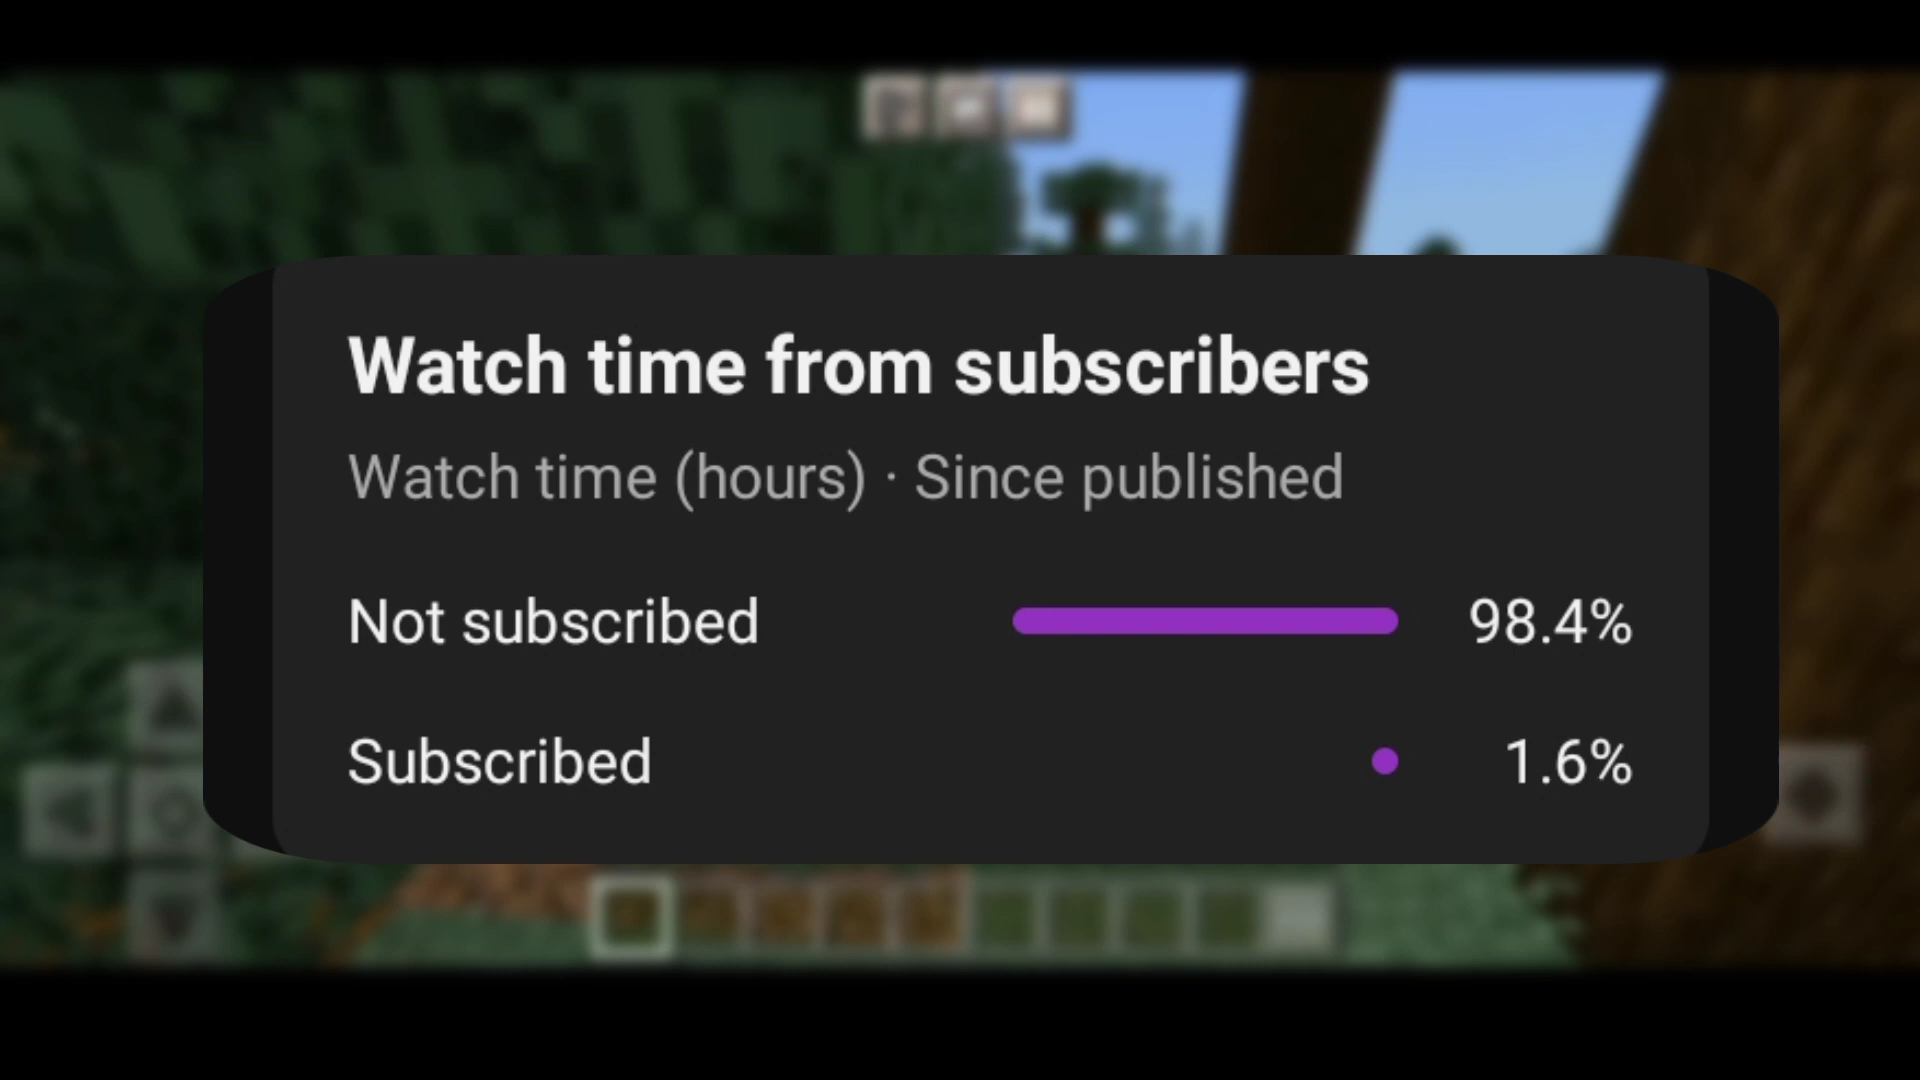 Watch time from subscribers
Watch time (hours) · Since published
Not subscribed 98.4%
Subscribed 1.6%